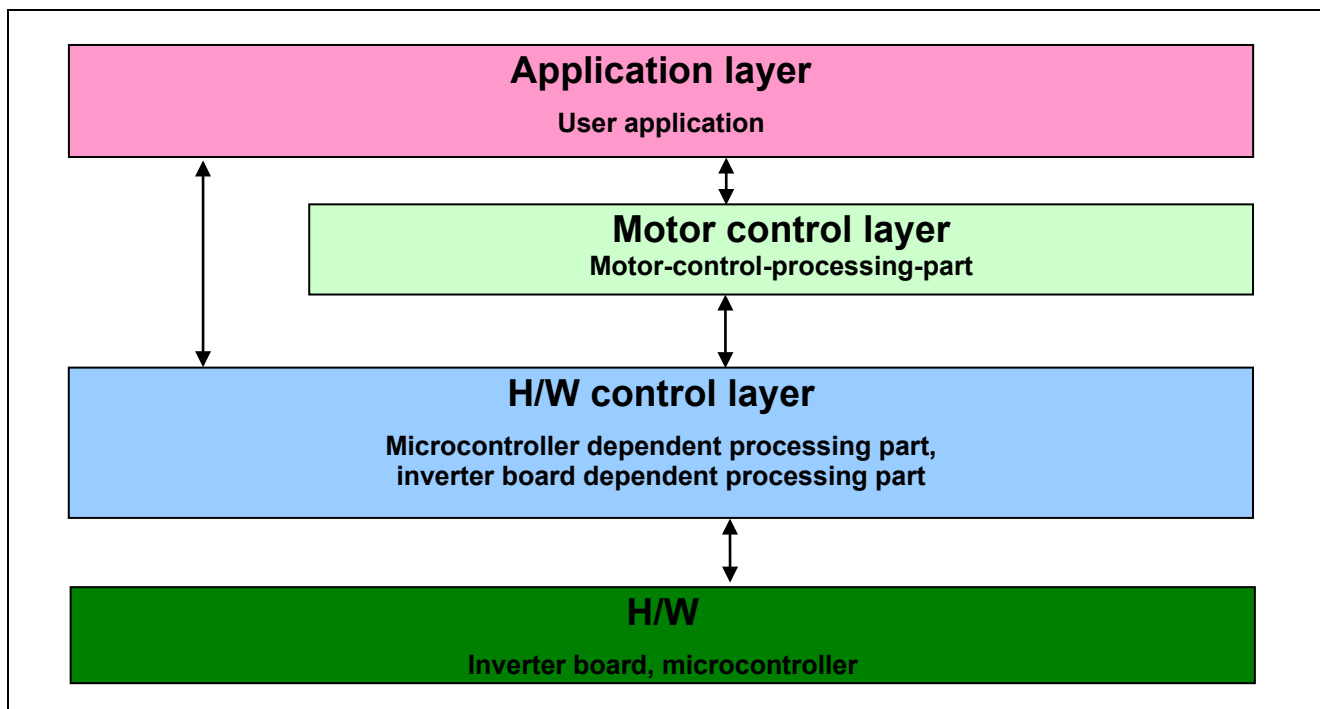 Application layer
User application
Motor control layer
Motor-control-processing-part
H/W control layer
Microcontroller dependent processing part,
inverter board dependent processing part
H/W
Inverter board, microcontroller